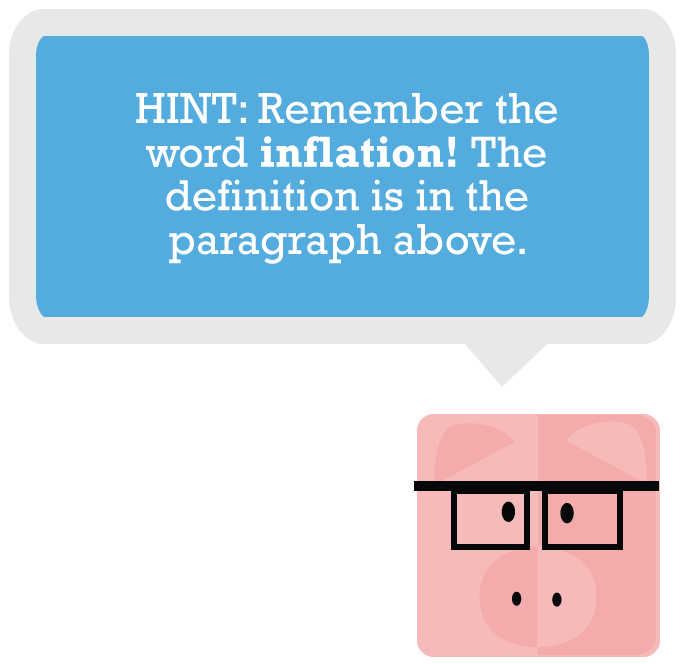 HINT: Remember the
word inflation! The
definition is in the
paragraph above.